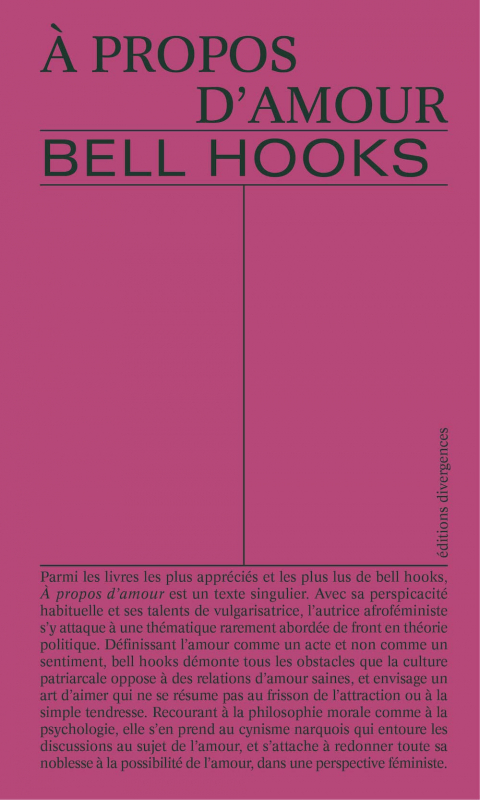 À PROPOS
D’AMOUR
BELL HOOKS
éditions divergences
Parmi les livres les plus appréciés et les plus lus de bell hooks,
À propos d’amour est un texte singulier. Avec sa perspicacité
habituelle et ses talents de vulgarisatrice, l’autrice afroféministe
s’y attaque à une thématique rarement abordée de front en théorie
politique. Définissant l’amour comme un acte et non comme un
sentiment, bell hooks démonte tous les obstacles que la culture
patriarcale oppose à des relations d’amour saines, et envisage un
art d’aimer qui ne se résume pas au frisson de l’attraction ou à la
simple tendresse. Recourant à la philosophie morale comme à la
psychologie, elle s’en prend au cynisme narquois qui entoure les
discussions au sujet de l’amour, et s’attache à redonner toute sa
noblesse à la possibilité de l’amour, dans une perspective féministe.